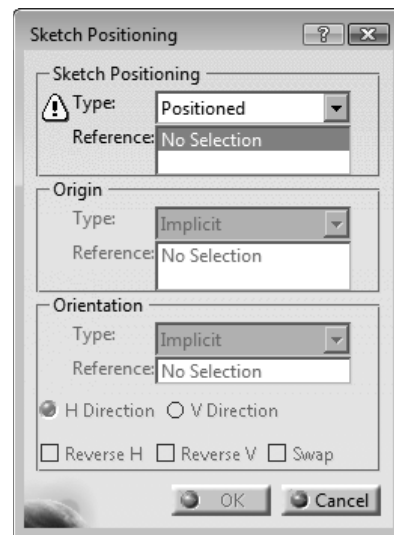 Sketch Positioning
Sketch Positioning
Type: Positioned
Reference: No Selection
Origin
Type: Implicit
Reference: No Selection
Orientation
Type: Implicit
Reference: No Selection
H Direction V Direction
Reverse H Reverse V Swap
OK Cancel